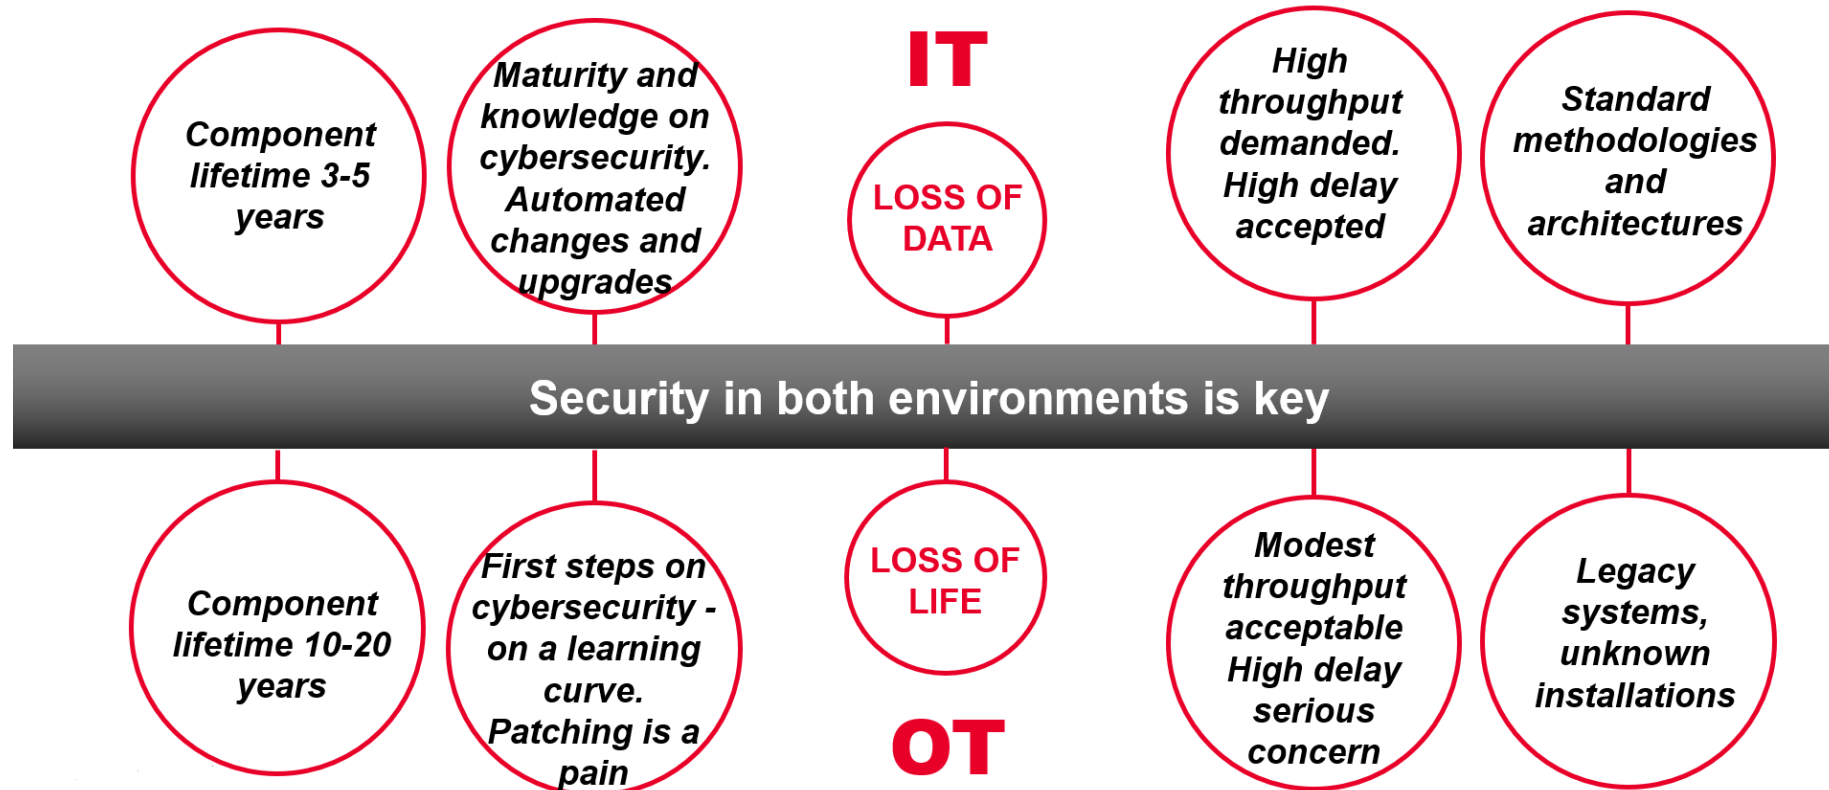 Component
lifetime 3-5
years
Maturity and
knowledge on
cybersecurity.
Automated
changes and
upgrades
IT
LOSS OF
DATA
High
throughput
demanded.
High delay
accepted
Standard
methodologies
and
architectures
Security in both environments is key
Component
lifetime 10-20
years
First steps on
cybersecurity -
on a learning
curve.
Patching is a
pain
LOSS OF
LIFE
OT
Modest
throughput
acceptable
High delay
serious
concern
Legacy
systems,
unknown
installations